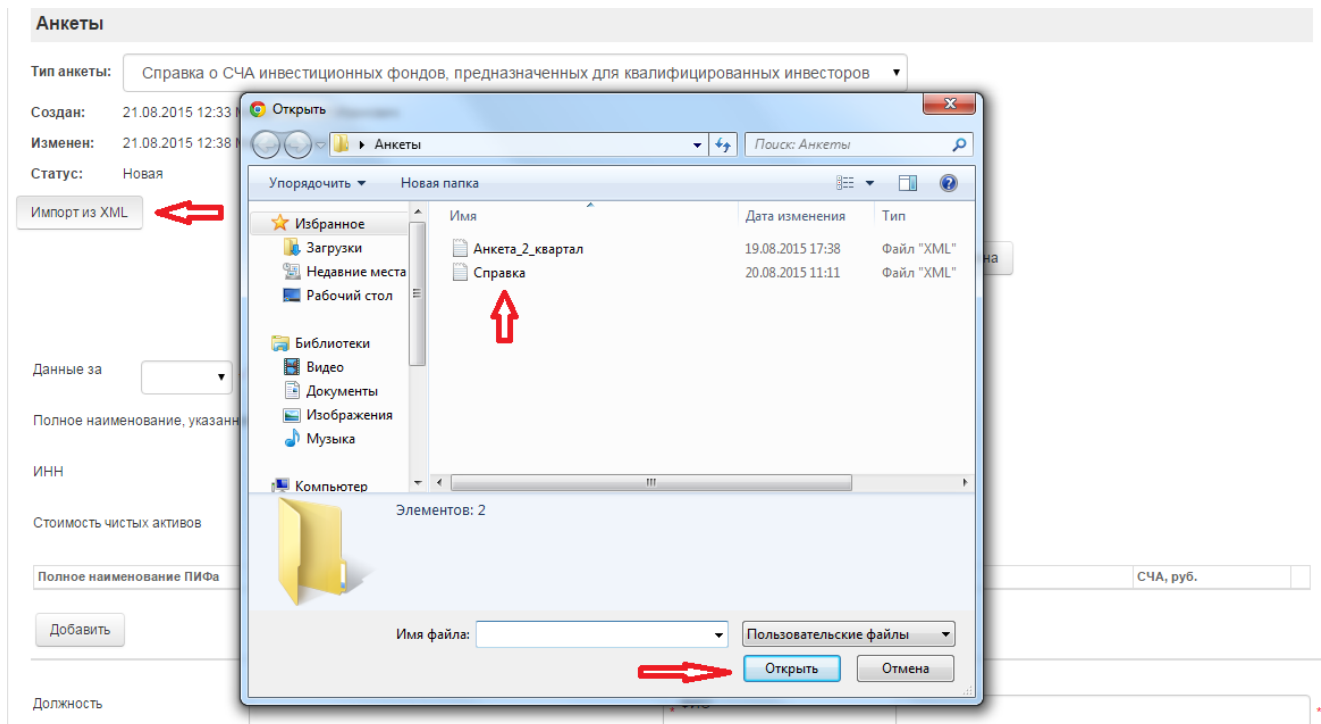 Анкеты
Тип анкеты: Справка о СЧА инвестиционных фондов, предназначенных для квалифицированных инвесторов
Создан: 21.08.2015 12:33
Изменен: 21.08.2015 12:38
Статус: Новая
Импорт из XML
Открыть
Анкеты
Поиск: Анкеты
Упорядочить Новая папка
Избранное
Загрузки
Недавние места
Рабочий стол
Библиотеки
Видео
Документы
Изображения
Музыка
Компьютер
Имя Дата изменения Тип
Анкета_2_квартал 19.08.2015 17:38 Файл "XML"
Справка 20.08.2015 11:11 Файл "XML"
Элементов: 2
Имя файла: Пользовательские файлы
Открыть Отмена
на
Данные за
Полное наименование, указанн
ИНН
Стоимость чистых активов
Полное наименование ПИФа СЧА, руб.
Добавить
Должность * *